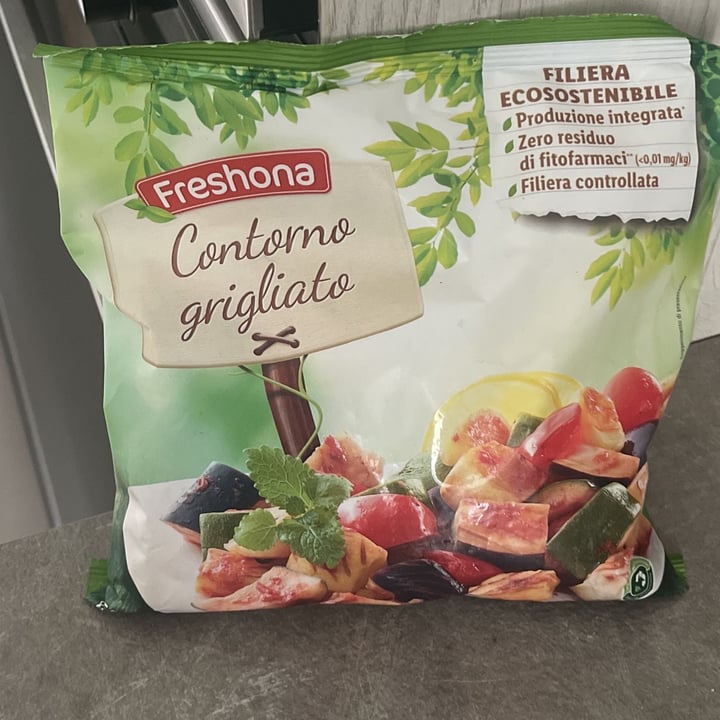 FILIERA
ECOSOSTENIBILE
Produzione integrata*
Zero residuo
di fitofarmaci** (<0,01 mg/kg)
Filiera controllata
Freshona
Contorno
grigliato